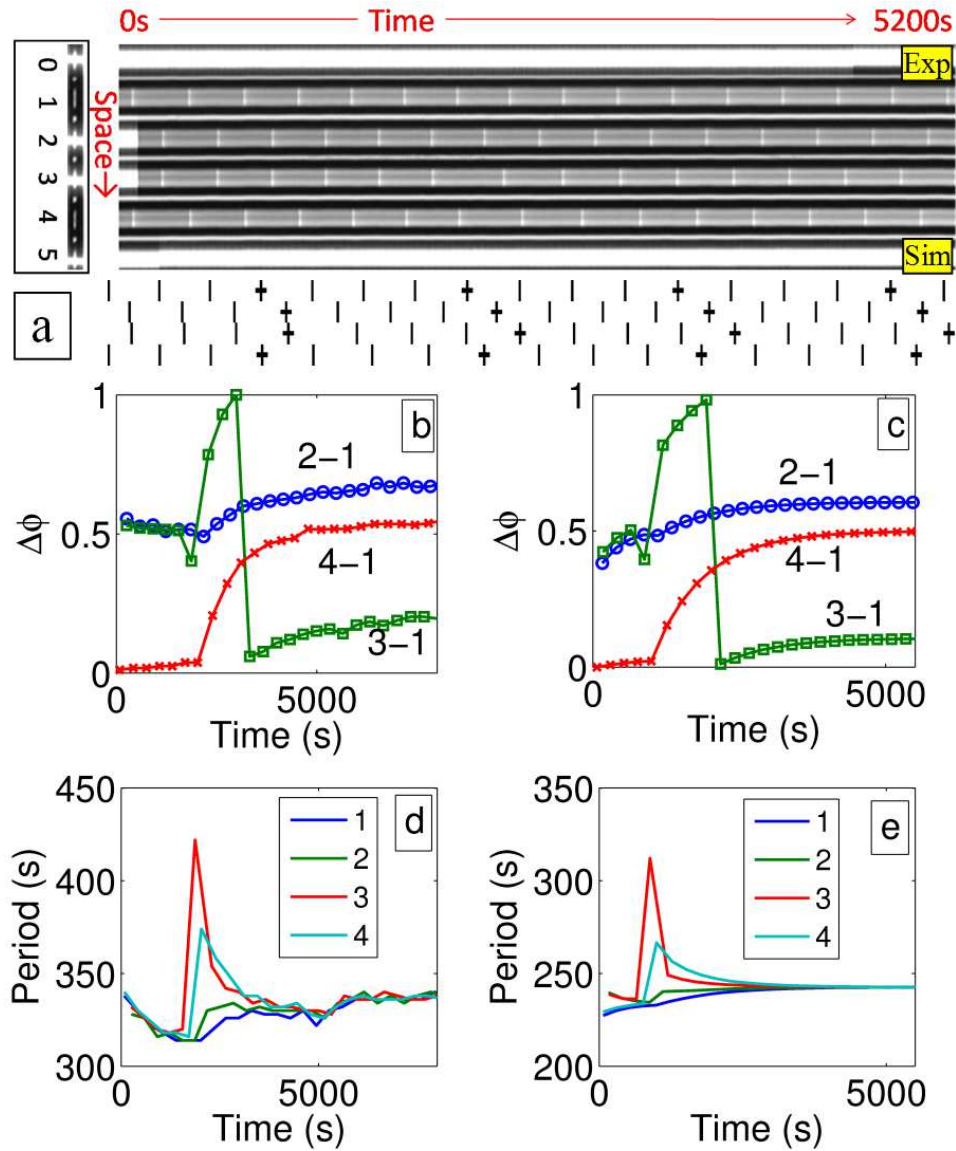 0s Time 5200s
Exp
0 1 2 3 4 5
Space
Sim
a
1
0.5
0
Δϕ
b
2-1
4-1
3-1
0 5000
Time (s)
1
0.5
0
Δϕ
c
2-1
4-1
3-1
0 5000
Time (s)
450
400
350
300
Period (s)
1
2
3
4
d
0 5000
Time (s)
350
300
250
200
Period (s)
1
2
3
4
e
0 5000
Time (s)